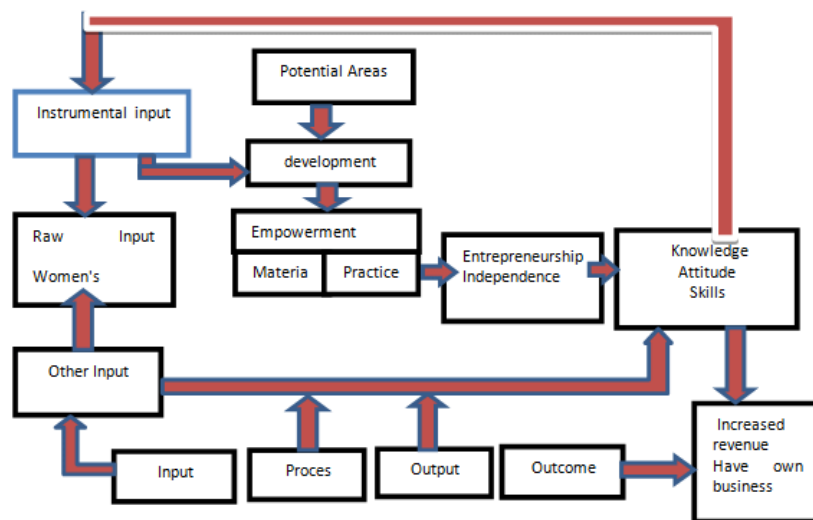 Potential Areas
Instrumental input
development
Raw Input
Women's
Empowerment
Materia
Practice
Entrepreneurship
Independence
Knowledge
Attitude
Skills
Other Input
Increased
revenue
Have own
business
Input
Proces
Output
Outcome